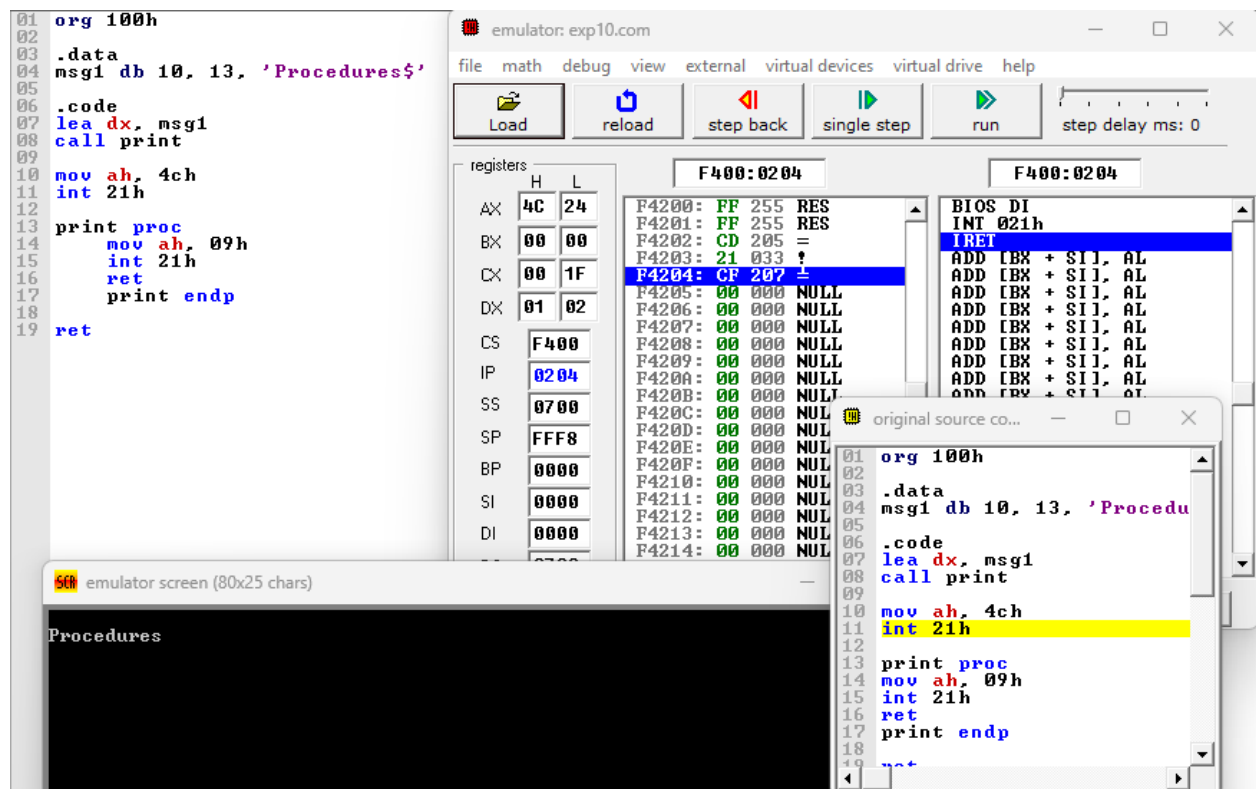 01 org 100h
02
03 .data
04 msg1 db 10, 13, 'Procedures$'
05
06 .code
07 lea dx, msg1
08 call print
09
10 mov ah, 4ch
11 int 21h
12
13 print proc
14 mov ah, 09h
15 int 21h
16 ret
17 print endp
18
19 ret
emulator: exp10.com
file math debug view external virtual devices virtual drive help
Load reload step back single step run step delay ms: 0
registers
H L
AX 4C 24
BX 00 00
CX 00 1F
DX 01 02
CS F400
IP 0204
SS 0700
SP FFF8
BP 0000
SI 0000
DI 0000
F400:0204
F4200: FF 255 RES
F4201: FF 255 RES
F4202: CD 205 =
F4203: 21 033 !
F4204: CF 207 ╧
F4205: 00 000 NULL
F4206: 00 000 NULL
F4207: 00 000 NULL
F4208: 00 000 NULL
F4209: 00 000 NULL
F420A: 00 000 NULL
F420B: 00 000 NULL
F420C: 00 000 NUL
F420D: 00 000 NUL
F420E: 00 000 NUL
F420F: 00 000 NUL
F4210: 00 000 NUL
F4211: 00 000 NUL
F4212: 00 000 NUL
F4213: 00 000 NUL
F4214: 00 000 NUL
F400:0204
BIOS DI
INT 021h
IRET
ADD [BX + SI], AL
ADD [BX + SI], AL
ADD [BX + SI], AL
ADD [BX + SI], AL
ADD [BX + SI], AL
ADD [BX + SI], AL
ADD [BX + SI], AL
ADD [BX + SI], AL
ADD [BX + SI], AL
emulator screen (80x25 chars)
Procedures
original source co...
01 org 100h
02
03 .data
04 msg1 db 10, 13, 'Procedu
05
06 .code
07 lea dx, msg1
08 call print
09
10 mov ah, 4ch
11 int 21h
12
13 print proc
14 mov ah, 09h
15 int 21h
16 ret
17 print endp
18
19 ret